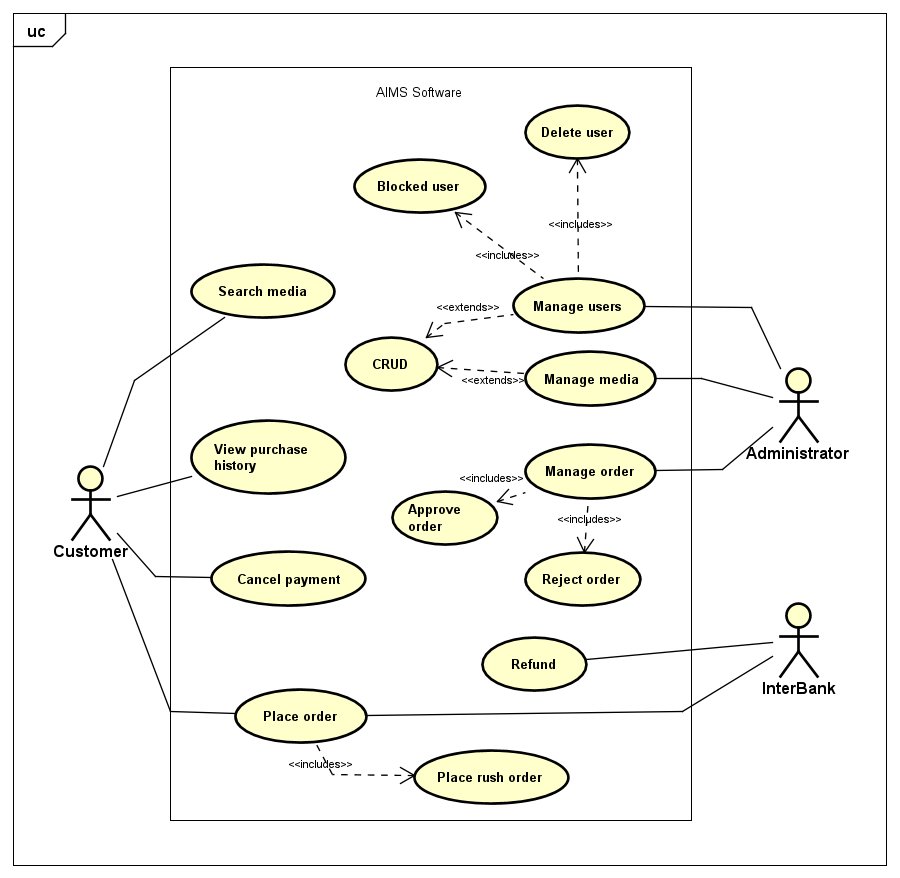 uc
AIMS Software
Delete user
Blocked user
<<includes>>
<<includes>>
Search media
Manage users
<<extends>>
CRUD
<<extends>>
Manage media
Administrator
View purchase
history
Manage order
<<includes>>
Approve
order
<<includes>>
Customer
Cancel payment
Reject order
Refund
InterBank
Place order
<<includes>>
Place rush order